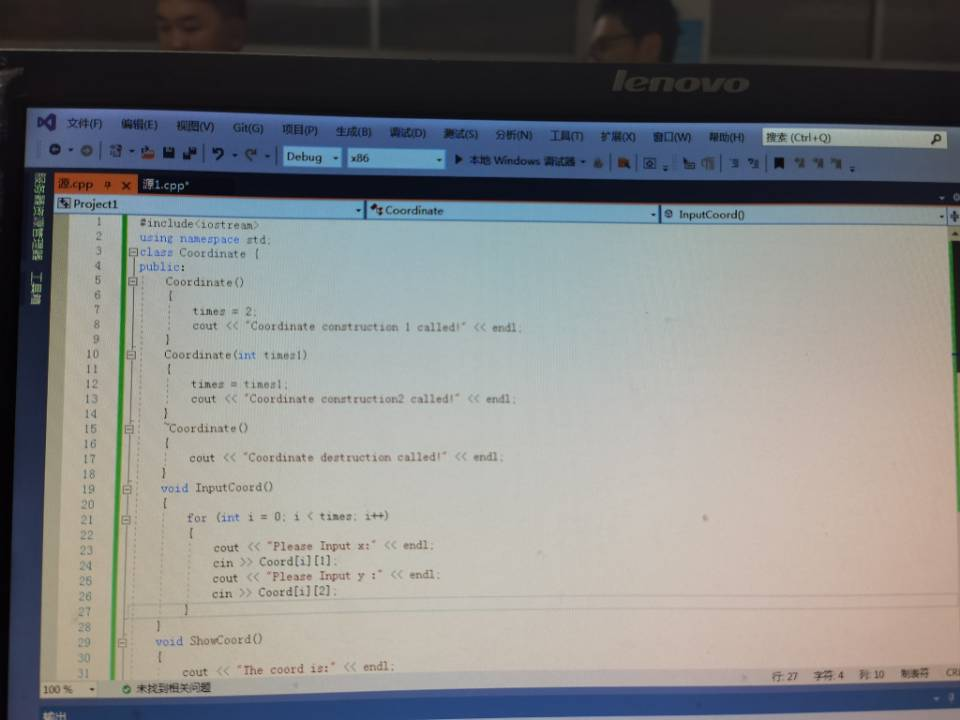 lenovo
文件(F) 编辑(E) 视图(V) Git(G) 项目(P) 生成(B) 调试(D) 测试(S) 分析(N) 工具(T) 扩展(X) 窗口(W) 帮助(H) 搜索 (Ctrl+Q)
Debug x86 本地 Windows 调试器
服务器资源管理器 工具箱
源.cpp 源1.cpp*
Project1 Coordinate InputCoord()
1 #include<iostream>
2 using namespace std;
3 class Coordinate {
4 public:
5 Coordinate()
6 {
7 times = 2;
8 cout << "Coordinate construction 1 called!" << endl;
9 }
10 Coordinate(int times1)
11 {
12 times = times1;
13 cout << "Coordinate construction2 called!" << endl;
14 }
15 ~Coordinate()
16 {
17 cout << "Coordinate destruction called!" << endl;
18 }
19 void InputCoord()
20 {
21 for (int i = 0; i < times; i++)
22 {
23 cout << "Please Input x:" << endl;
24 cin >> Coord[i][1];
25 cout << "Please Input y :" << endl;
26 cin >> Coord[i][2];
27 }
28 }
29 void ShowCoord()
30 {
31 cout << "The coord is:" << endl;
100 % 未找到相关问题 行: 27 字符: 4 列: 10 制表符
输出